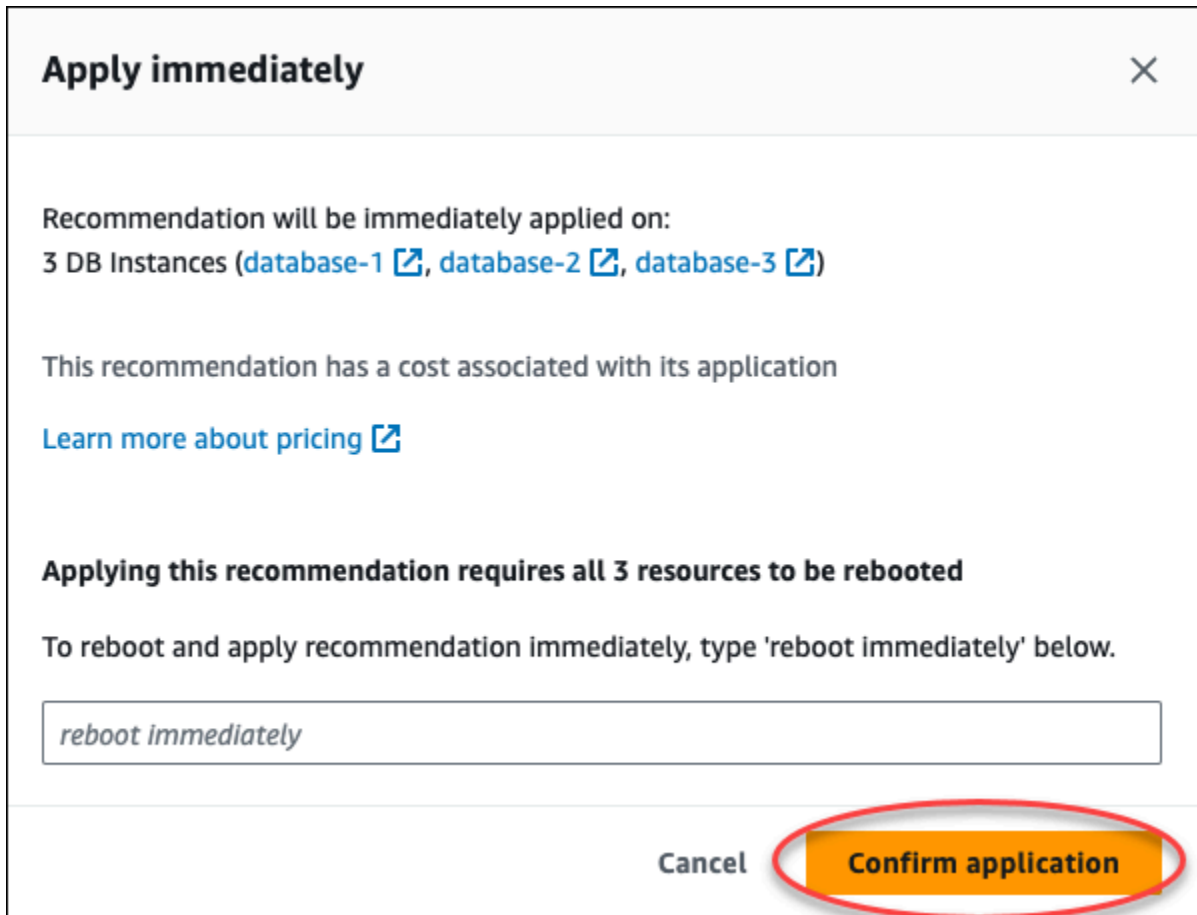 Apply immediately
Recommendation will be immediately applied on:
3 DB Instances (database-1, database-2, database-3)
This recommendation has a cost associated with its application
Learn more about pricing
Applying this recommendation requires all 3 resources to be rebooted
To reboot and apply recommendation immediately, type 'reboot immediately' below.
reboot immediately
Cancel Confirm application